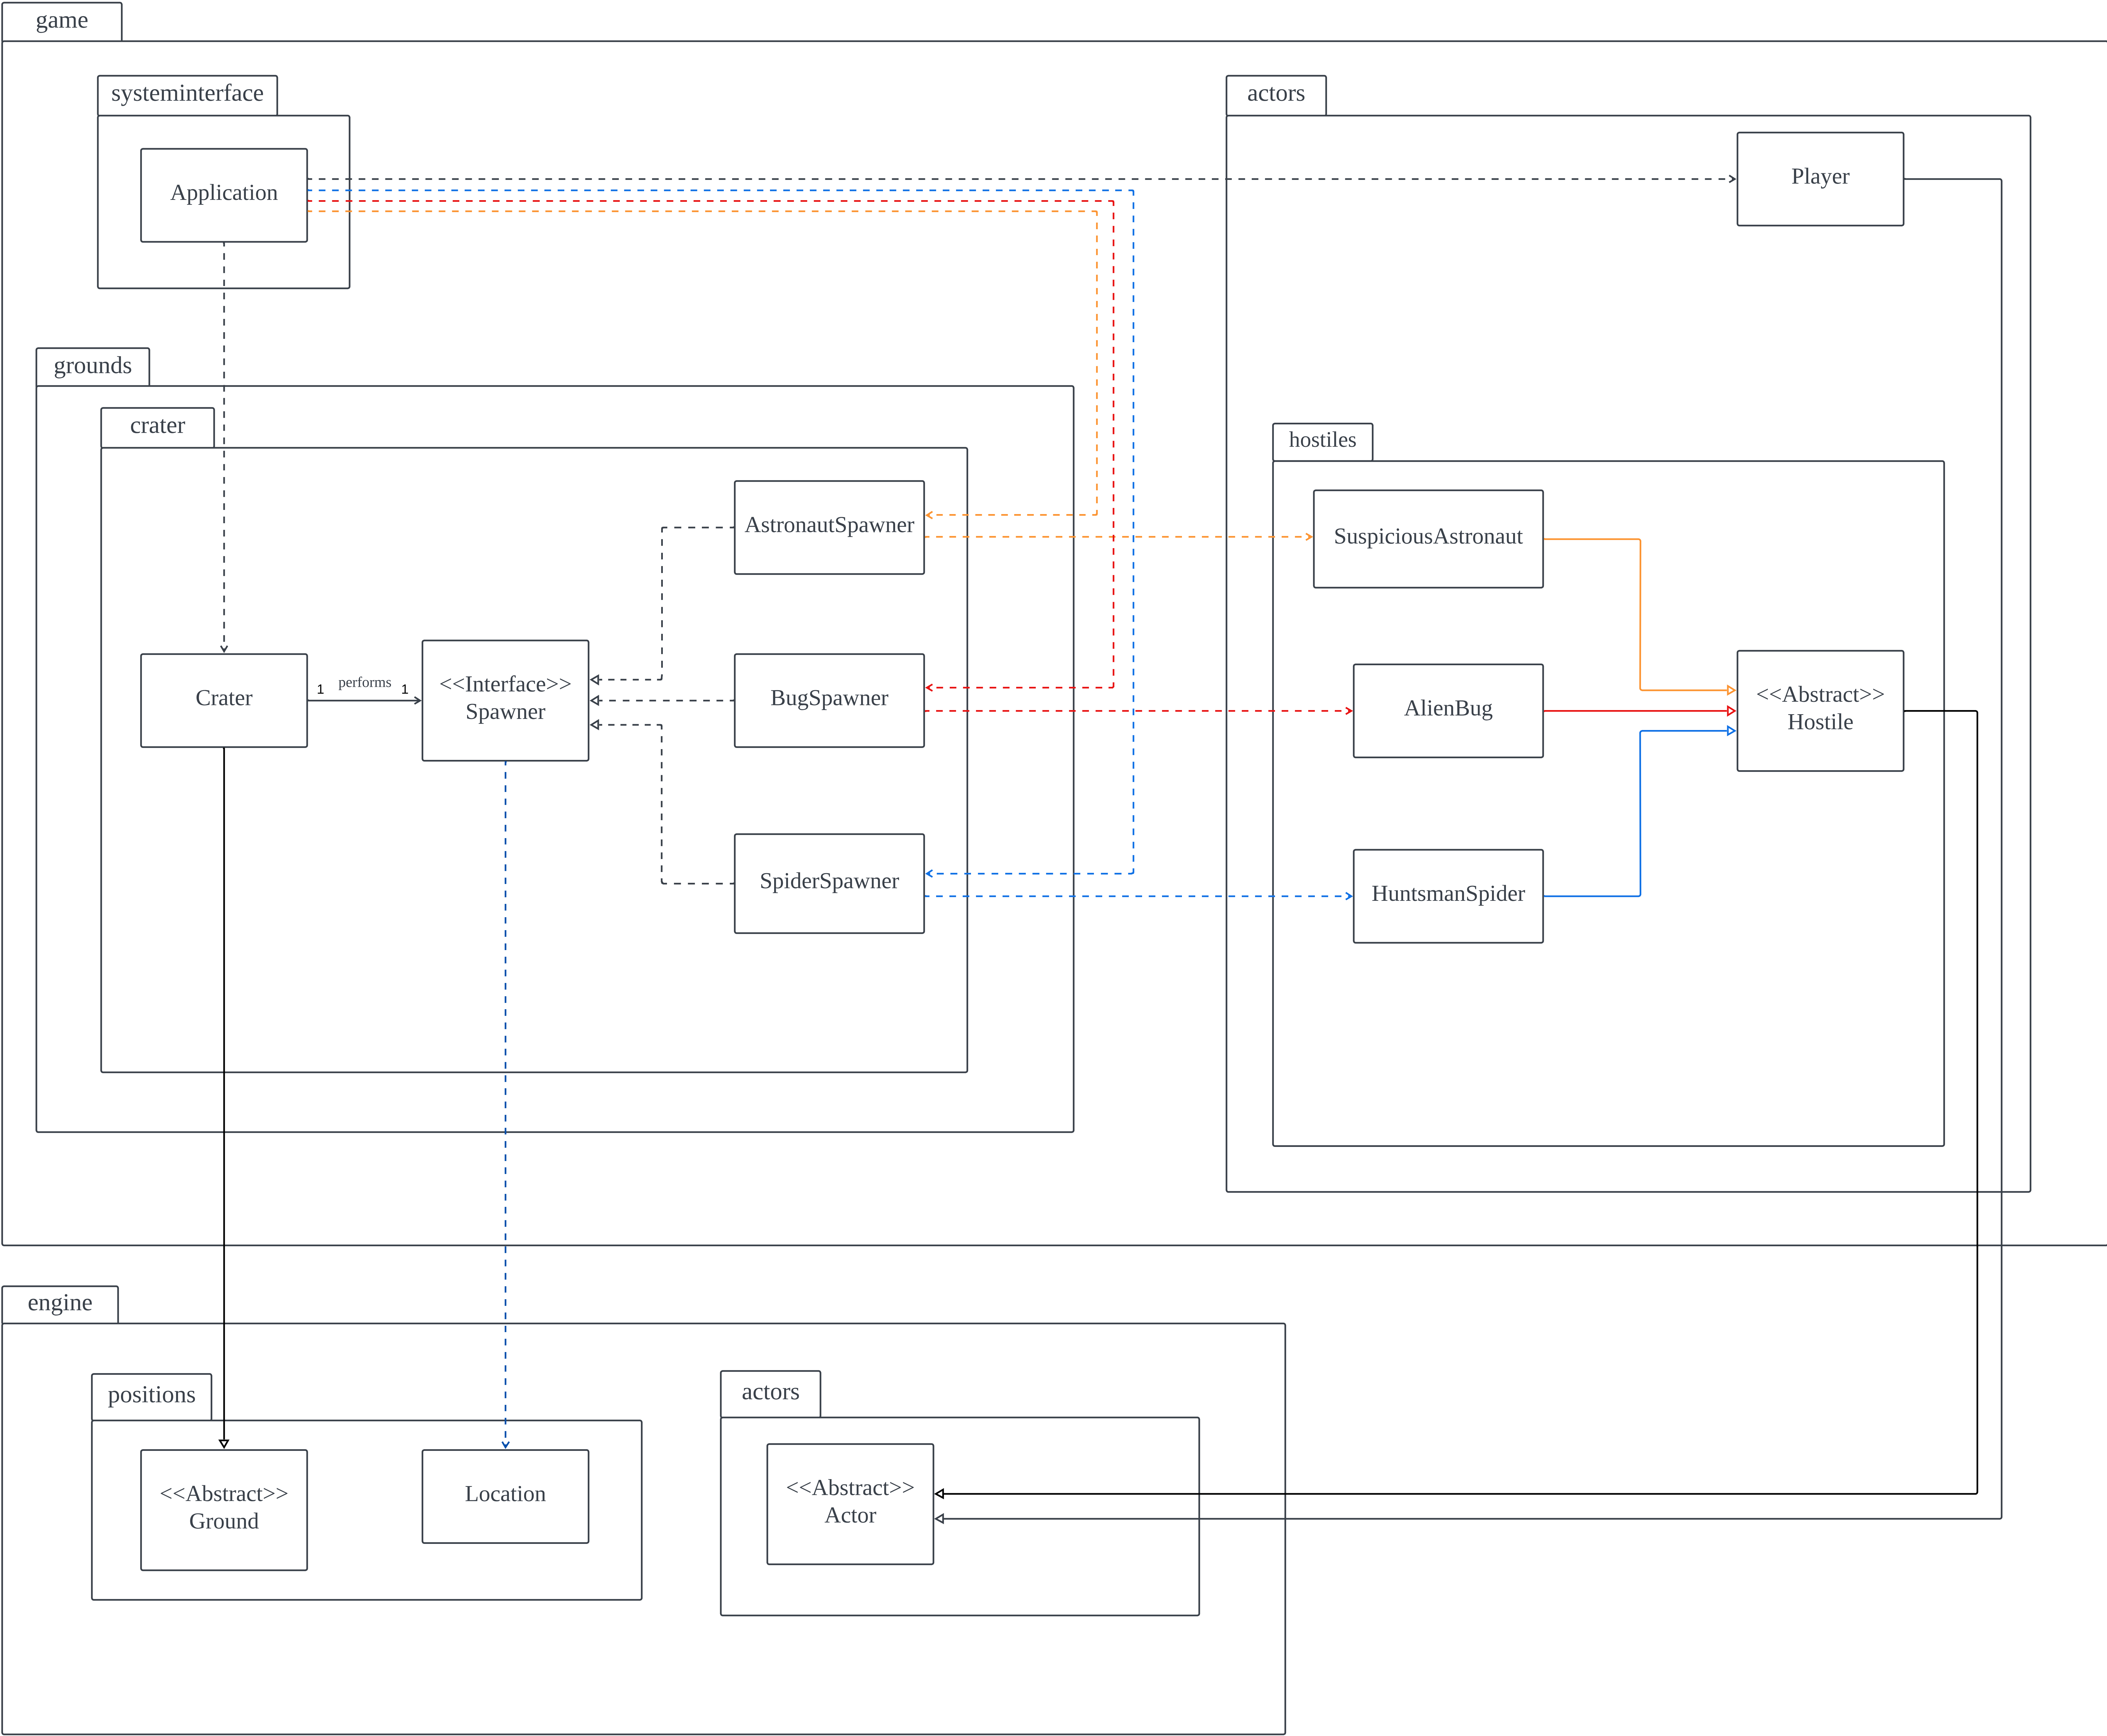 game
systeminterface
actors
Application
Player
grounds
crater
hostiles
AstronautSpawner
SuspiciousAstronaut
Crater
1 performs 1
<<Interface>>
Spawner
BugSpawner
AlienBug
<<Abstract>>
Hostile
SpiderSpawner
HuntsmanSpider
engine
positions
actors
<<Abstract>>
Ground
Location
<<Abstract>>
Actor